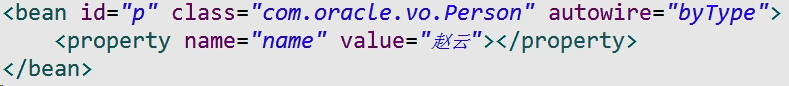 <bean id="p" class="com.oracle.vo.Person" autowire="byType">
<property name="name" value="赵云"></property>
</bean>